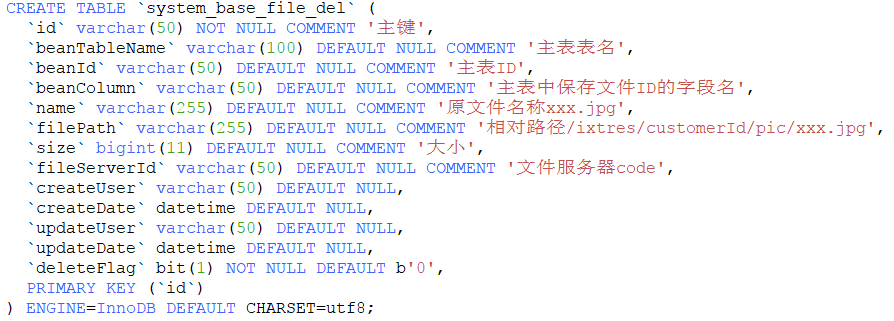 CREATE TABLE `system_base_file_del` (
  `id` varchar(50) NOT NULL COMMENT '主键',
  `beanTableName` varchar(100) DEFAULT NULL COMMENT '主表表名',
  `beanId` varchar(50) DEFAULT NULL COMMENT '主表ID',
  `beanColumn` varchar(50) DEFAULT NULL COMMENT '主表中保存文件ID的字段名',
  `name` varchar(255) DEFAULT NULL COMMENT '原文件名称xxx.jpg',
  `filePath` varchar(255) DEFAULT NULL COMMENT '相对路径/ixtres/customerId/pic/xxx.jpg',
  `size` bigint(11) DEFAULT NULL COMMENT '大小',
  `fileServerId` varchar(50) DEFAULT NULL COMMENT '文件服务器code',
  `createUser` varchar(50) DEFAULT NULL,
  `createDate` datetime DEFAULT NULL,
  `updateUser` varchar(50) DEFAULT NULL,
  `updateDate` datetime DEFAULT NULL,
  `deleteFlag` bit(1) NOT NULL DEFAULT b'0',
  PRIMARY KEY (`id`)
) ENGINE=InnoDB DEFAULT CHARSET=utf8;